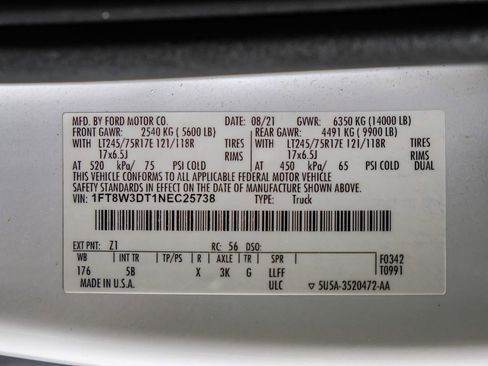 MFD. BY FORD MOTOR CO. DATE: 08/21 GVWR: 6350 KG (14000 LB)
FRONT GAWR: 2540 KG ( 5600 LB) REAR GAWR: 4491 KG ( 9900 LB)
WITH LT245/75R17E 121/118R TIRES WITH LT245/75R17E 121/118R TIRES
17x6.5J RIMS 17x6.5J RIMS
AT 520 kPa/ 75 PSI COLD AT 450 kPa/ 65 PSI COLD DUAL
THIS VEHICLE CONFORMS TO ALL APPLICABLE FEDERAL MOTOR VEHICLE
SAFETY STANDARDS IN EFFECT ON THE DATE OF MANUFACTURE SHOWN ABOVE.
VIN: 1FT8W3DT1NEC25738 TYPE: Truck
EXT PNT: Z1 RC: 56 DSO:
WB INT TR TP/PS R AXLE TR SPR F0342
176 5B X 3K G LLFF T0991
MADE IN U.S.A. ULC 5U5A-3520472-AA